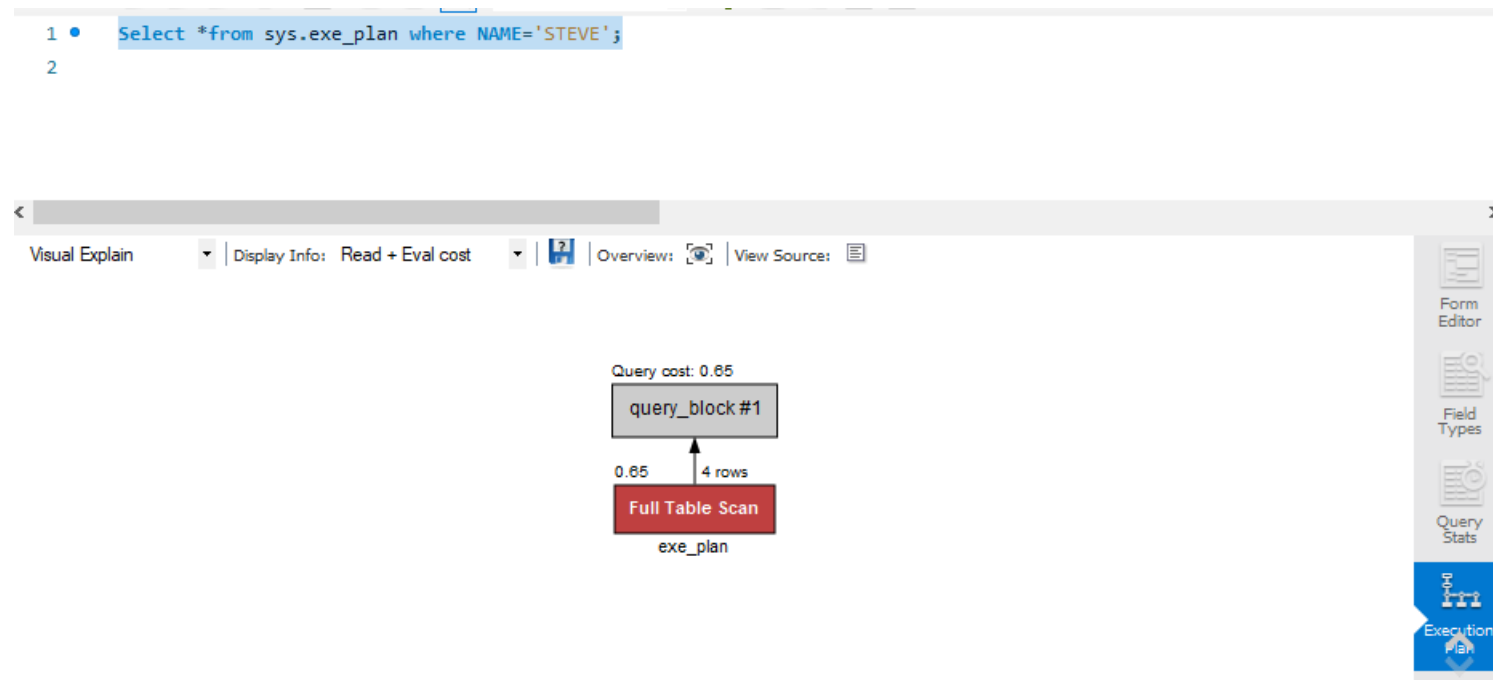 1 Select *from sys.exe_plan where NAME='STEVE';
2
Visual Explain Display Info: Read + Eval cost Overview: View Source:
Form
Editor
Query cost: 0.65
query_block #1
Field
Types
0.65 4 rows
Full Table Scan
exe_plan
Query
Stats
Execution
Plan